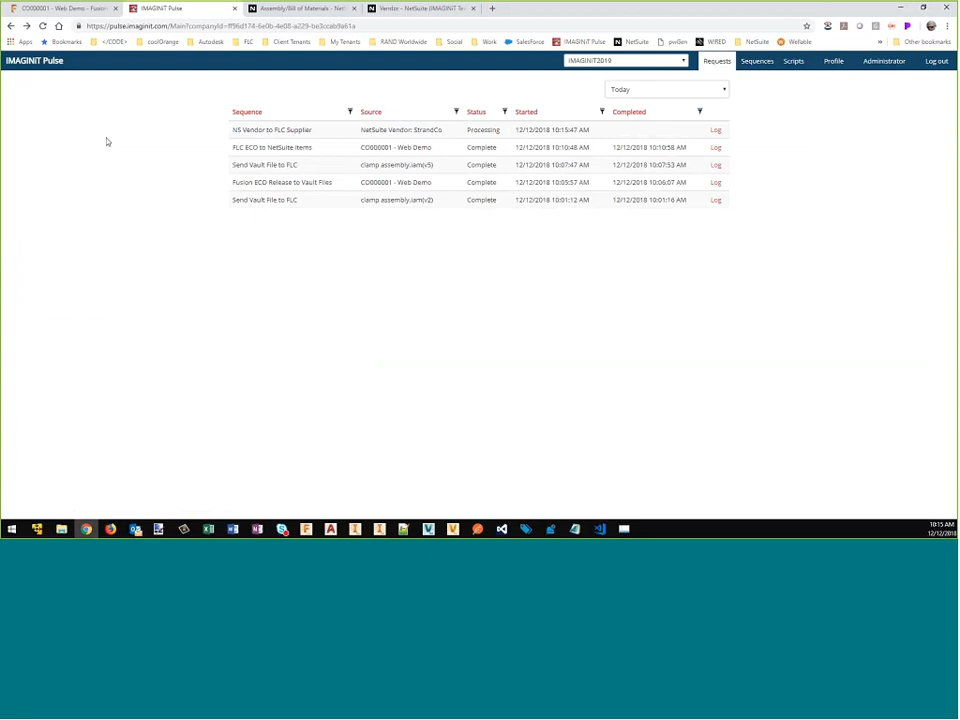 CO000001 - Web Demo - Fusion
IMAGINiT Pulse
Assembly/Bill of Materials - Net
Vendor - NetSuite (IMAGINiT Te
https://pulse.imaginit.com/Main?companyId=ff96d174-6e0b-4e08-a229-be3ccab9a61a
Apps Bookmarks </CODE> coolOrange Autodesk FLC Client Tenants My Tenants RAND Worldwide Social Work SalesForce IMAGINiT Pulse NetSuite pwGen WIRED NetSuite Wefable » Other bookmarks
IMAGINiT Pulse IMAGINiT2019 Requests Sequences Scripts Profile Administrator Log out
Today
Sequence Source Status Started Completed
NS Vendor to FLC Supplier NetSuite Vendor: StrandCo Processing 12/12/2018 10:15:47 AM Log
FLC ECO to NetSuite Items CO000001 - Web Demo Complete 12/12/2018 10:10:48 AM 12/12/2018 10:10:58 AM Log
Send Vault File to FLC clamp assembly.iam(v5) Complete 12/12/2018 10:07:47 AM 12/12/2018 10:07:53 AM Log
Fusion ECO Release to Vault Files CO000001 - Web Demo Complete 12/12/2018 10:05:57 AM 12/12/2018 10:06:07 AM Log
Send Vault File to FLC clamp assembly.iam(v2) Complete 12/12/2018 10:01:12 AM 12/12/2018 10:01:16 AM Log
10:15 AM
12/12/2018